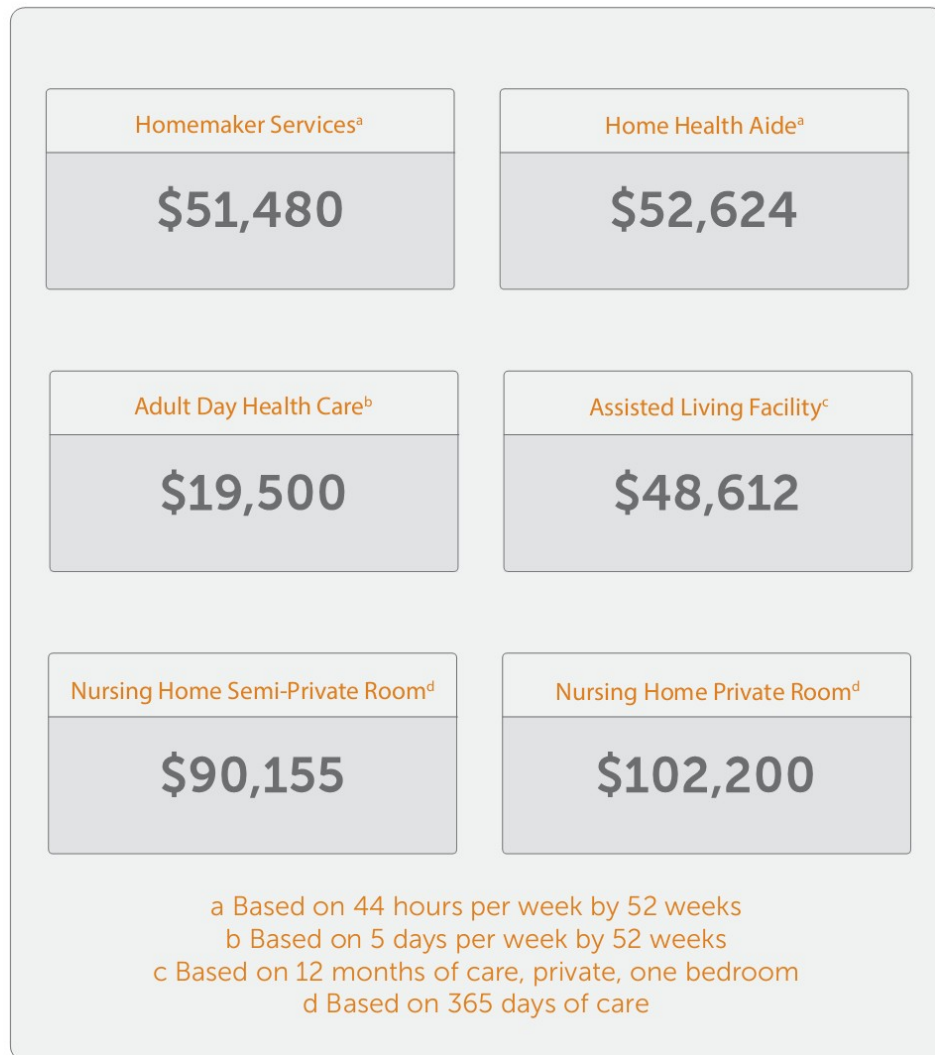 Homemaker Servicesᵃ
Home Health Aideᵃ
$51,480
$52,624
Adult Day Health Careᵇ
Assisted Living Facilityᶜ
$19,500
$48,612
Nursing Home Semi-Private Roomᵈ
Nursing Home Private Roomᵈ
$90,155
$102,200
a Based on 44 hours per week by 52 weeks
b Based on 5 days per week by 52 weeks
c Based on 12 months of care, private, one bedroom
d Based on 365 days of care